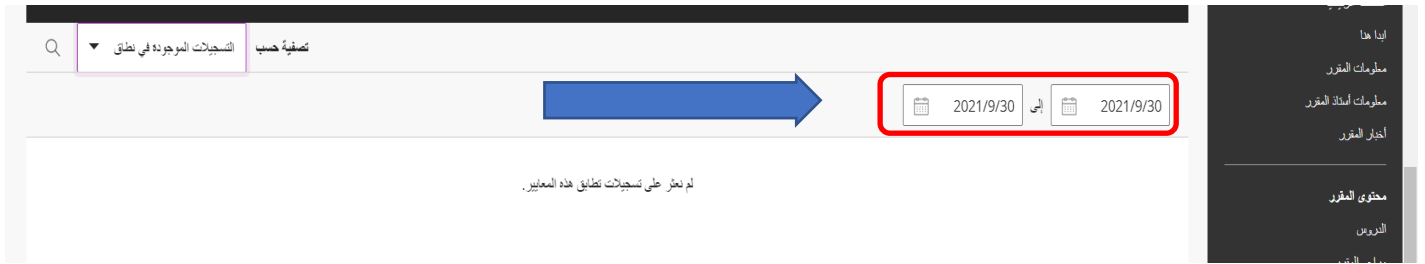 تصفية حسب التسجيلات الموجودة في نطاق
2021/9/30 إلى 2021/9/30
لم نعثر على تسجيلات تطابق هذه المعايير.
ابدا هنا
معلومات المقرر
معلومات أستاذ المقرر
أخبار المقرر
محتوى المقرر
الدروس